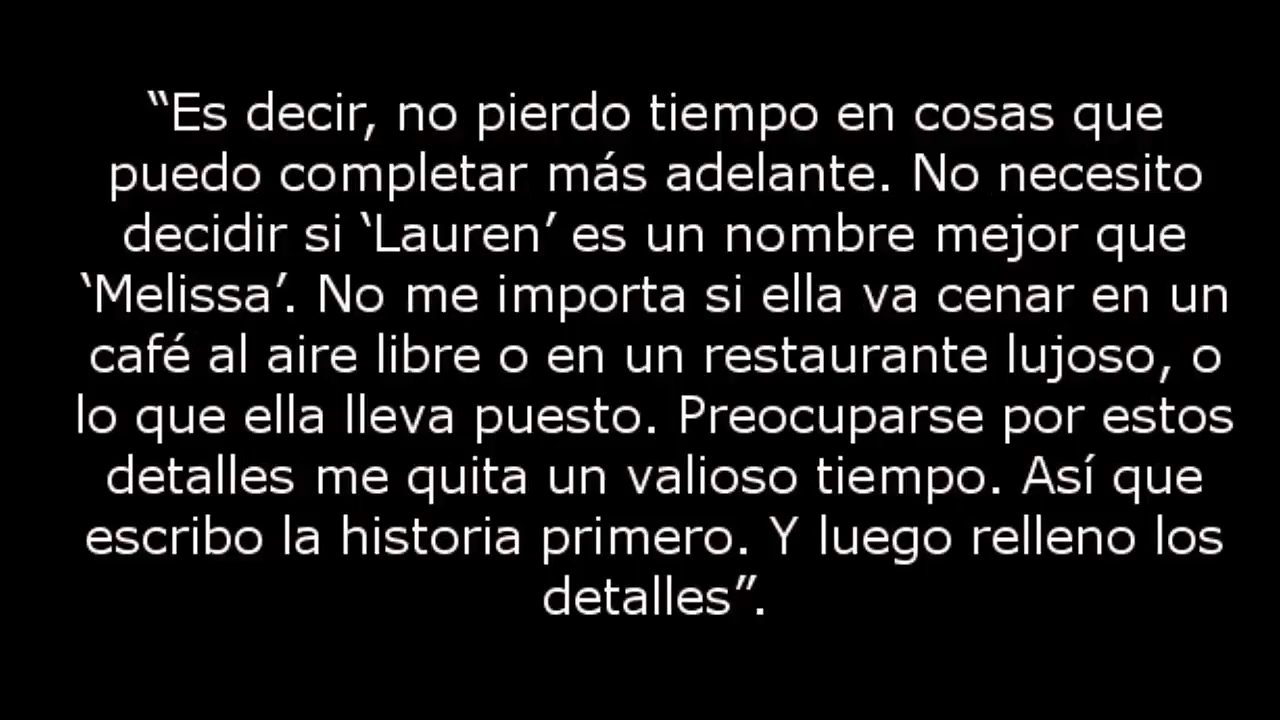 “Es decir, no pierdo tiempo en cosas que
puedo completar más adelante. No necesito
decidir si ‘Lauren’ es un nombre mejor que
‘Melissa’. No me importa si ella va cenar en un
café al aire libre o en un restaurante lujoso, o
lo que ella lleva puesto. Preocuparse por estos
detalles me quita un valioso tiempo. Así que
escribo la historia primero. Y luego relleno los
detalles”.